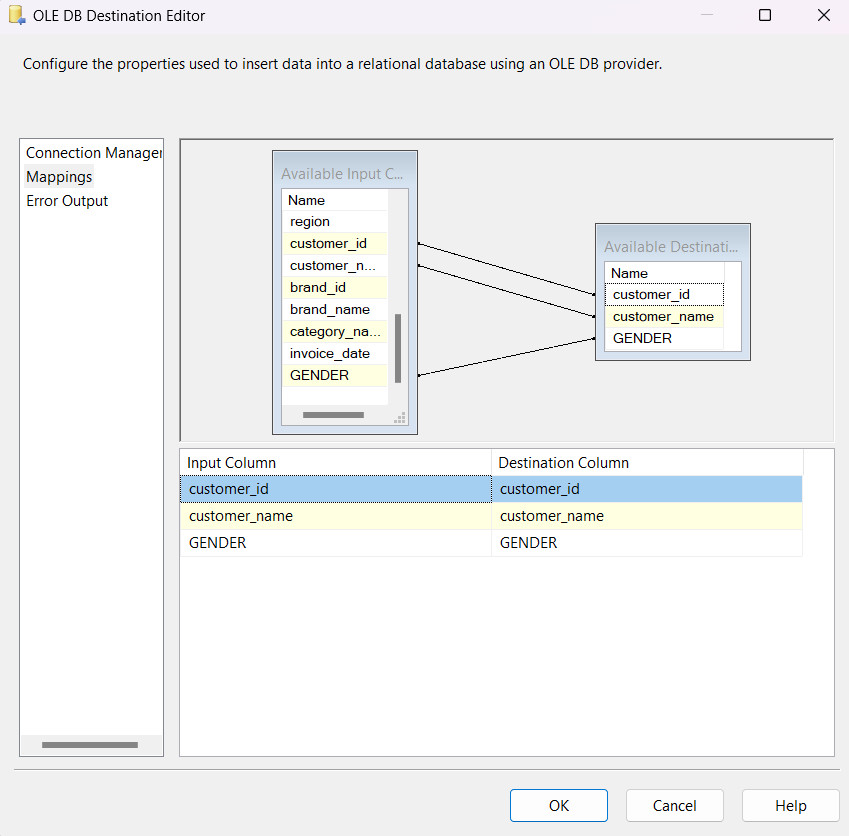 OLE DB Destination Editor
Configure the properties used to insert data into a relational database using an OLE DB provider.
Connection Manager
Mappings
Error Output
Available Input C...
Name
region
customer_id
customer_n...
brand_id
brand_name
category_na...
invoice_date
GENDER
Available Destinati...
Name
customer_id
customer_name
GENDER
Input Column Destination Column
customer_id customer_id
customer_name customer_name
GENDER GENDER
OK Cancel Help